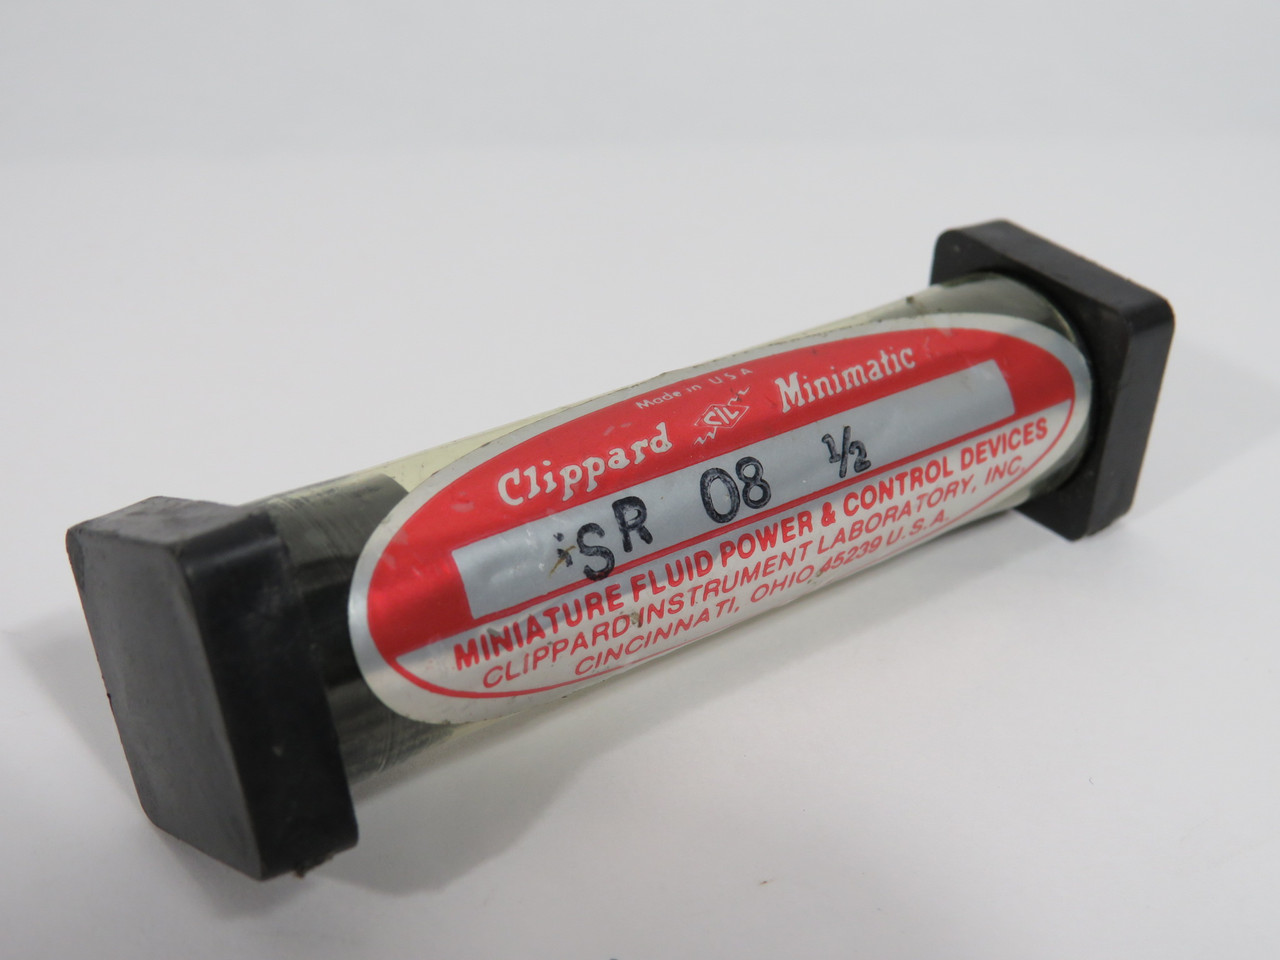 Made in U S A
Clippard CIL Minimatic
SR 08 1/2
MINIATURE FLUID POWER & CONTROL DEVICES
CLIPPARD INSTRUMENT LABORATORY, INC.
CINCINNATI, OHIO 45239 U.S.A.